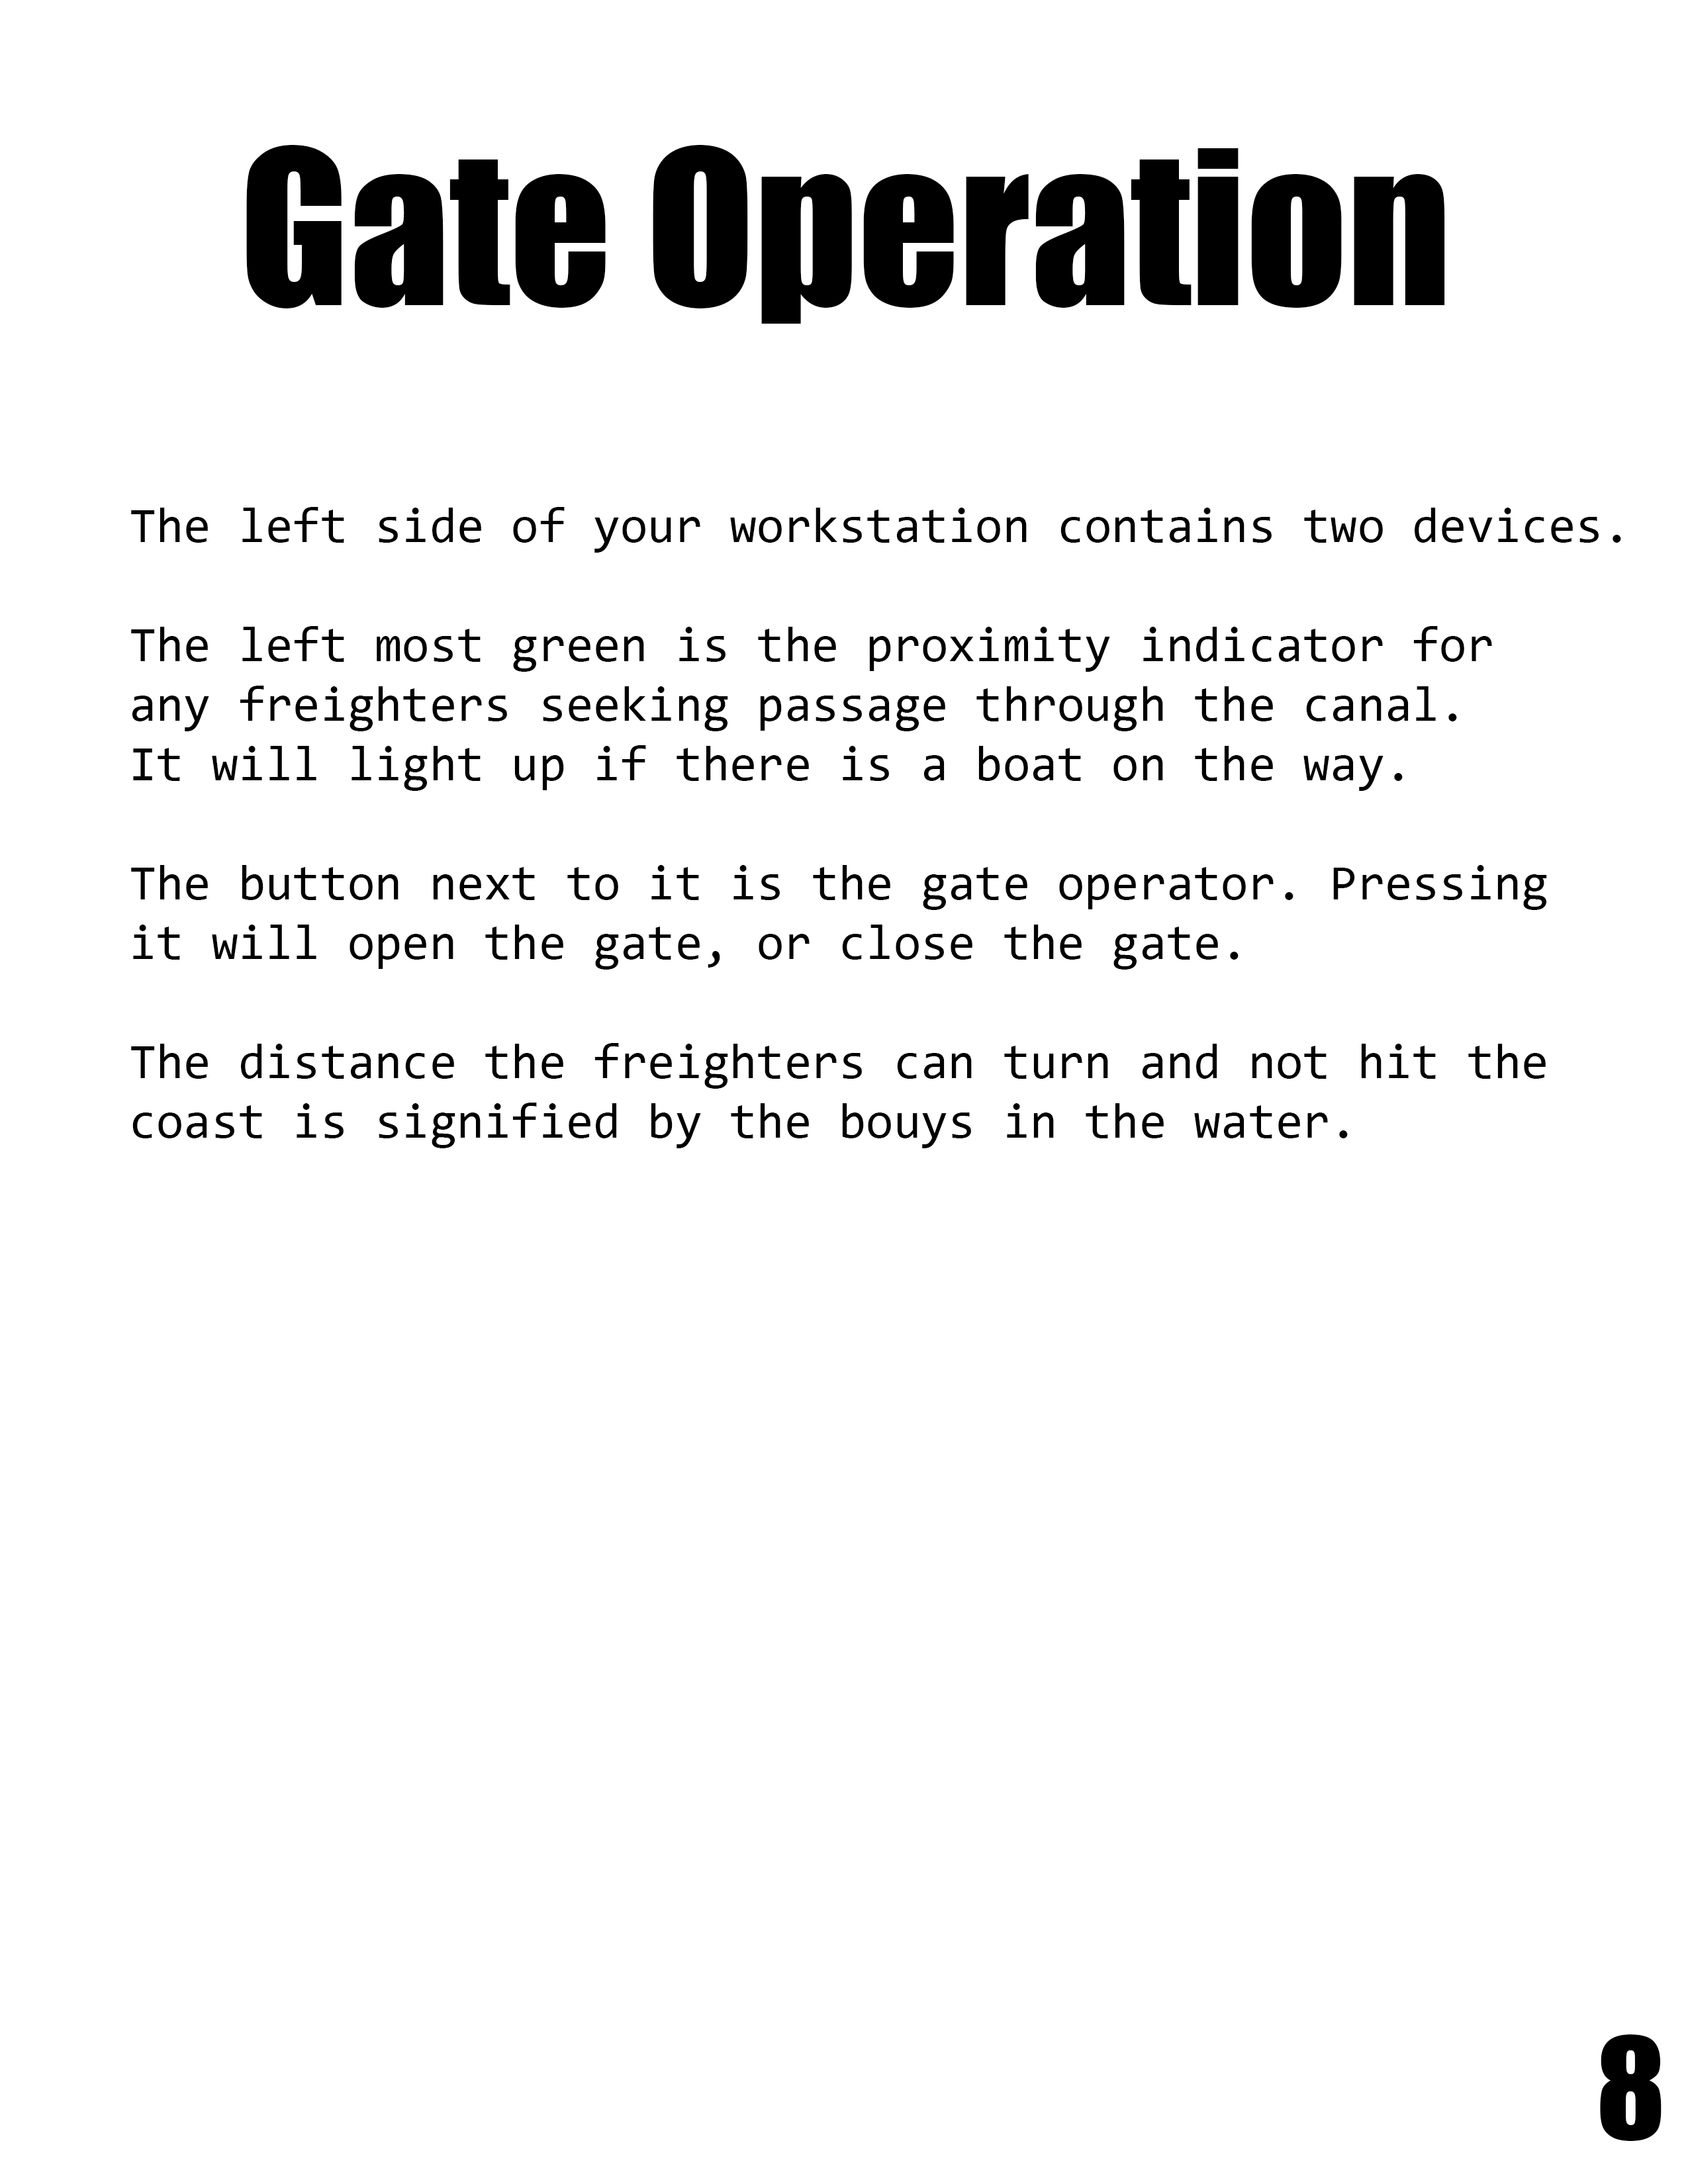 Gate Operation
The left side of your workstation contains two devices.
The left most green is the proximity indicator for
any freighters seeking passage through the canal.
It will light up if there is a boat on the way.
The button next to it is the gate operator. Pressing
it will open the gate, or close the gate.
The distance the freighters can turn and not hit the
coast is signified by the bouys in the water.
8